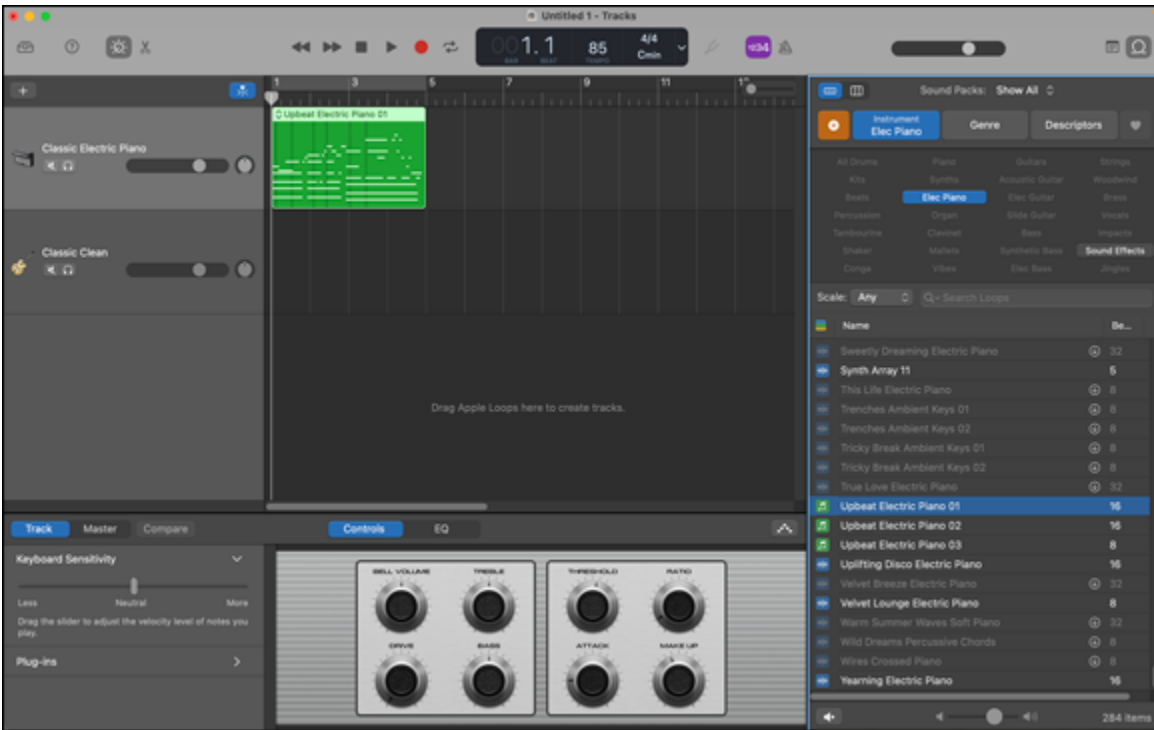 Untitled 1 - Tracks
001.1
BAR
BEAT
85
TEMPO
4/4
Cmin
1234
Sound Packs: Show All
Instrument
Elec Piano
Genre
Descriptors
All Drums Piano Guitars Strings
Kits Synths Acoustic Guitar Woodwind
Beats Elec Piano Elec Guitar Brass
Percussion Organ Slide Guitar Vocals
Tambourine Clavinet Bass Impacts
Shaker Mallets Synthetic Bass Sound Effects
Conga Vibes Elec Bass Jingles
Scale: Any Search Loops
Name Be...
Sweetly Dreaming Electric Piano 32
Synth Array 11 5
This Life Electric Piano 8
Trenches Ambient Keys 01 8
Trenches Ambient Keys 02 8
Tricky Break Ambient Keys 01 8
Tricky Break Ambient Keys 02 8
True Love Electric Piano 32
Upbeat Electric Piano 01 16
Upbeat Electric Piano 02 16
Upbeat Electric Piano 03 8
Uplifting Disco Electric Piano 16
Velvet Breeze Electric Piano 32
Velvet Lounge Electric Piano 8
Warm Summer Waves Soft Piano 32
Wild Dreams Percussive Chords 8
Wires Crossed Piano 8
Yearning Electric Piano 16
284 items
1 3 5 7 9 11
Upbeat Electric Piano 01
Classic Electric Piano
Classic Clean
Drag Apple Loops here to create tracks.
Track Master Compare
Controls EQ
Keyboard Sensitivity
Less Neutral More
Drag the slider to adjust the velocity level of notes you
play.
Plug-ins
BELL VOLUME TREBLE THRESHOLD RATIO
DRIVE BASS ATTACK MAKE UP